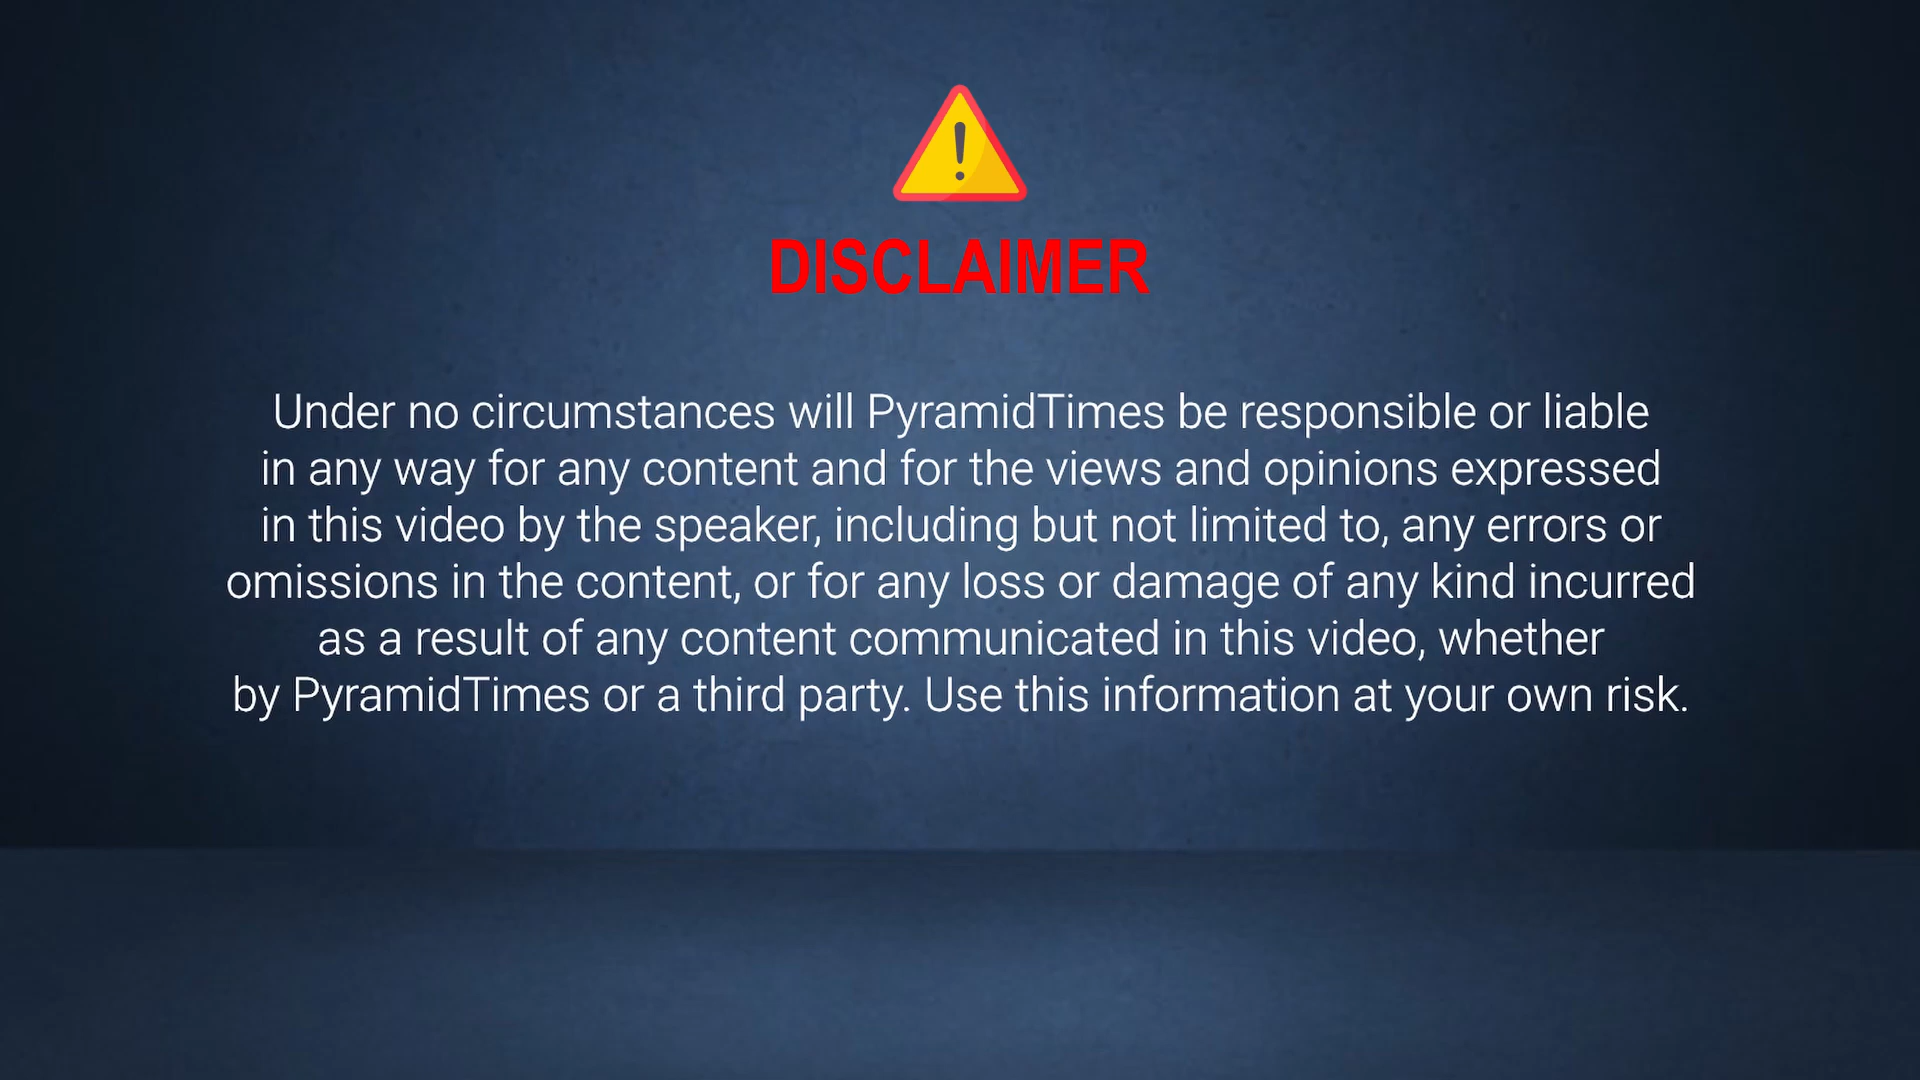 DISCLAIMER
Under no circumstances will PyramidTimes be responsible or liable
in any way for any content and for the views and opinions expressed
in this video by the speaker, including but not limited to, any errors or
omissions in the content, or for any loss or damage of any kind incurred
as a result of any content communicated in this video, whether
by PyramidTimes or a third party. Use this information at your own risk.